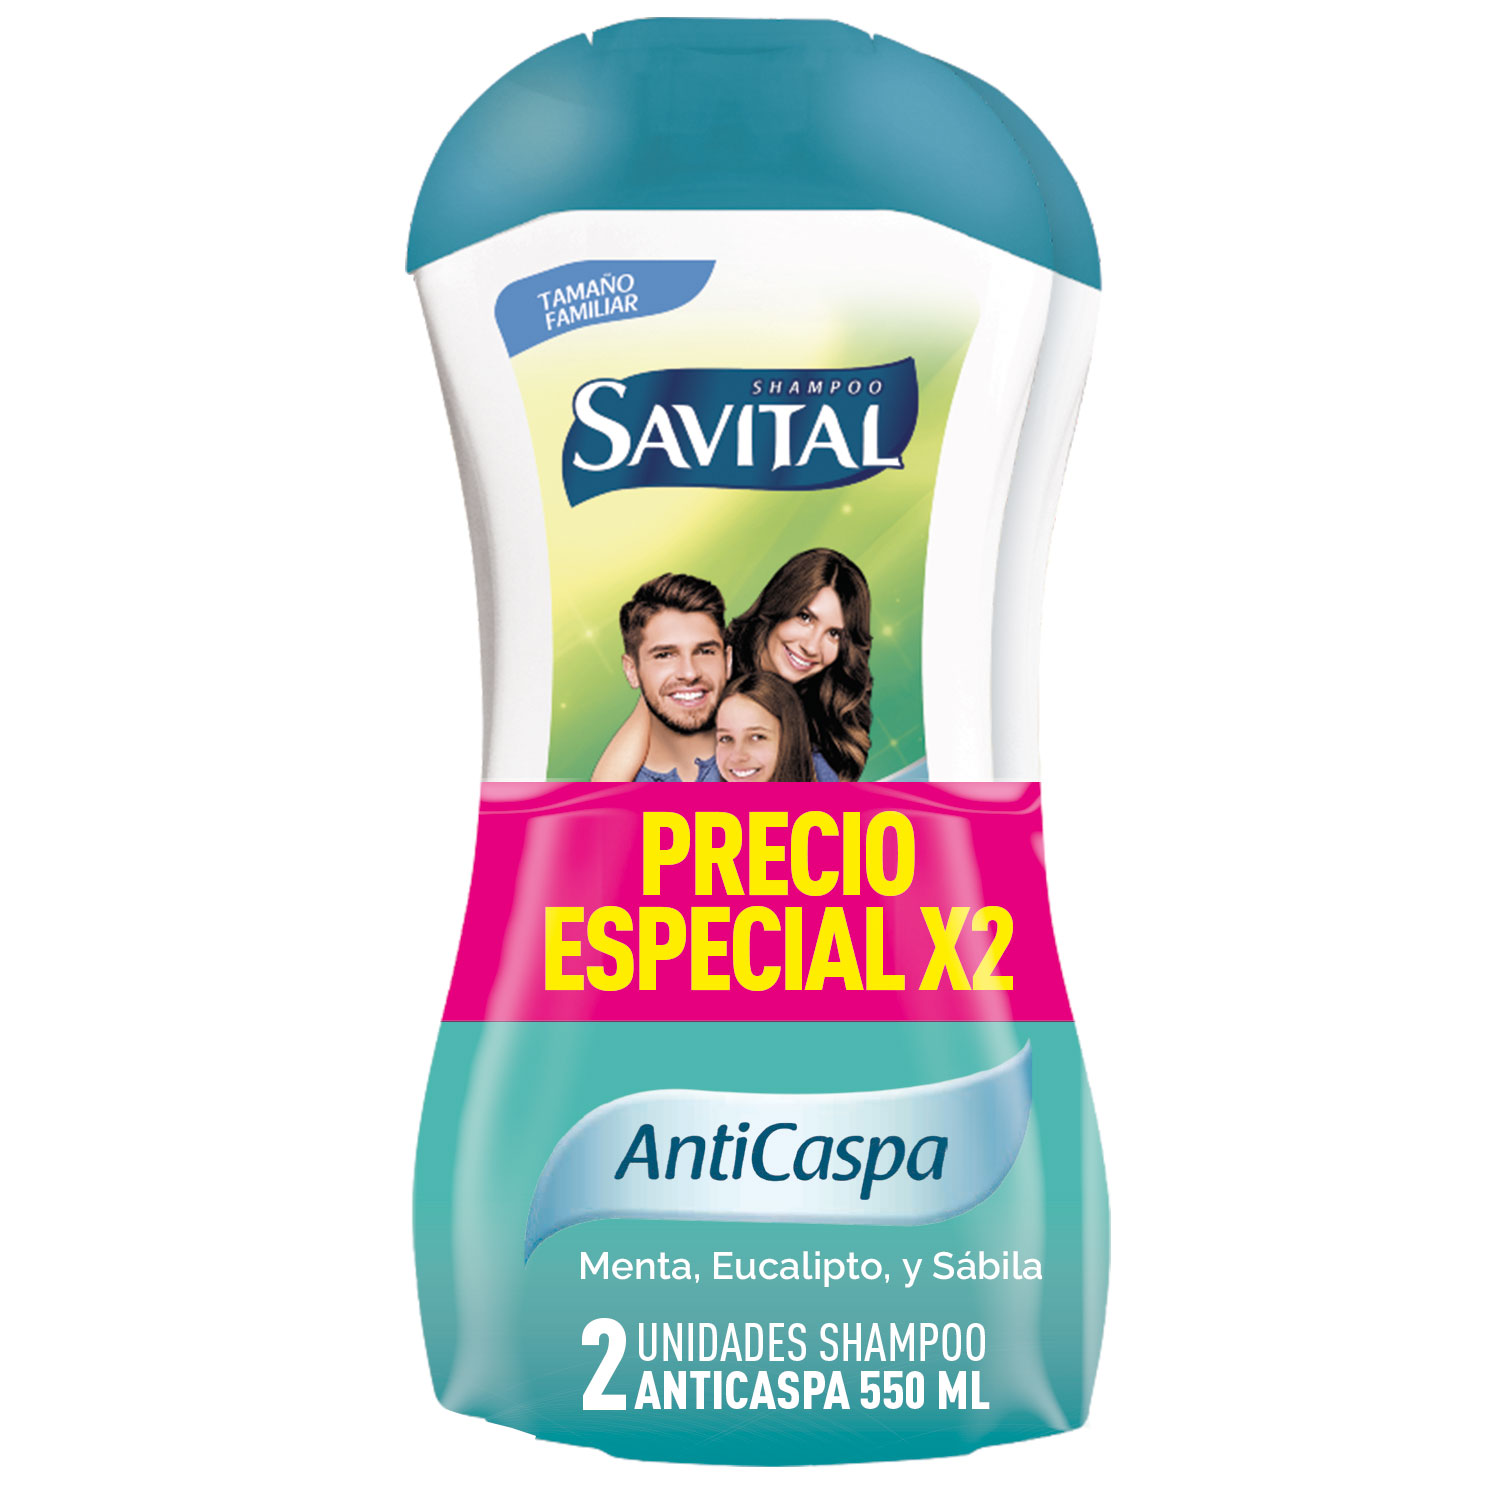 TAMAÑO
FAMILIAR
SHAMPOO
SAVITAL
PRECIO
ESPECIAL X2
AntiCaspa
Menta, Eucalipto, y Sábila
2 UNIDADES SHAMPOO
ANTICASPA 550 ML